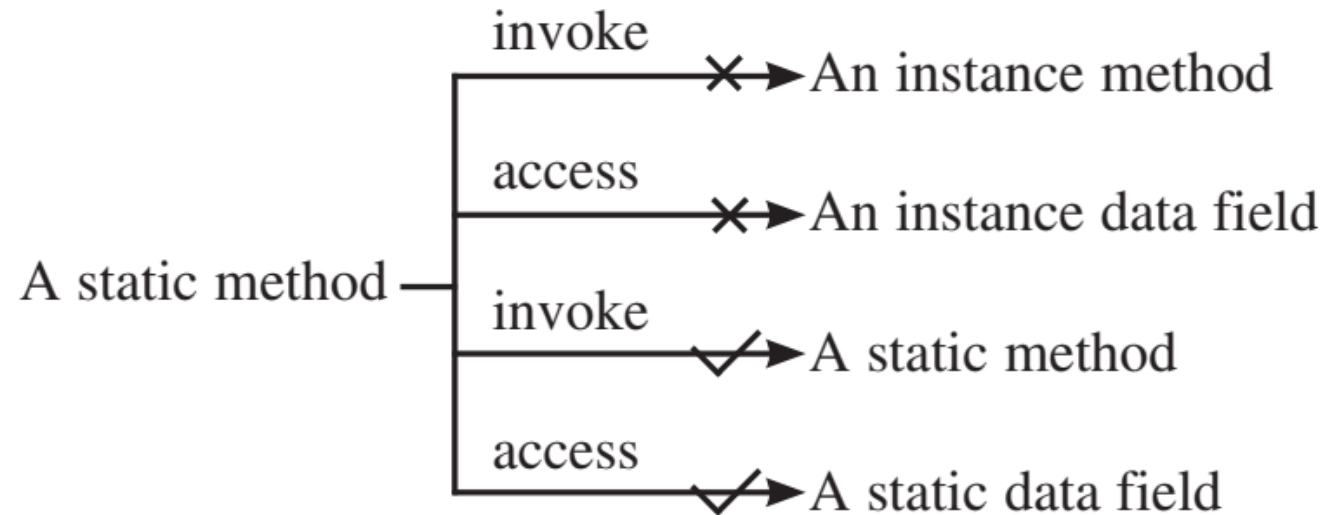 invoke
An instance method
access
An instance data field
A static method
invoke
A static method
access
A static data field